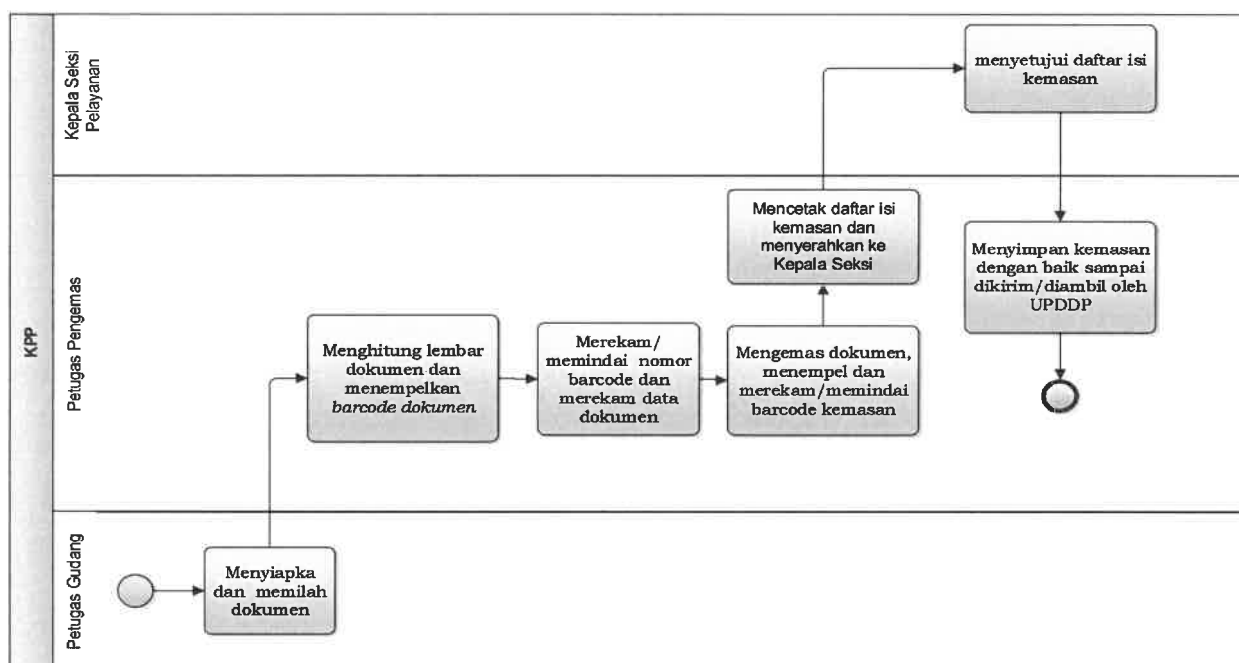 KPP
Kepala Seksi
Pelayanan
menyetujui daftar isi
kemasan
Petugas Pengemas
Mencetak daftar isi
kemasan dan
menyerahkan ke
Kepala Seksi
Menyimpan kemasan
dengan baik sampai
dikirim/diambil oleh
UPDDP
Menghitung lembar
dokumen dan
menempelkan
barcode dokumen
Merekam/
memindai nomor
barcode dan
merekam data
dokumen
Mengemas dokumen,
menempel dan
merekam/memindai
barcode kemasan
Petugas Gudang
Menyiapka
dan memilah
dokumen